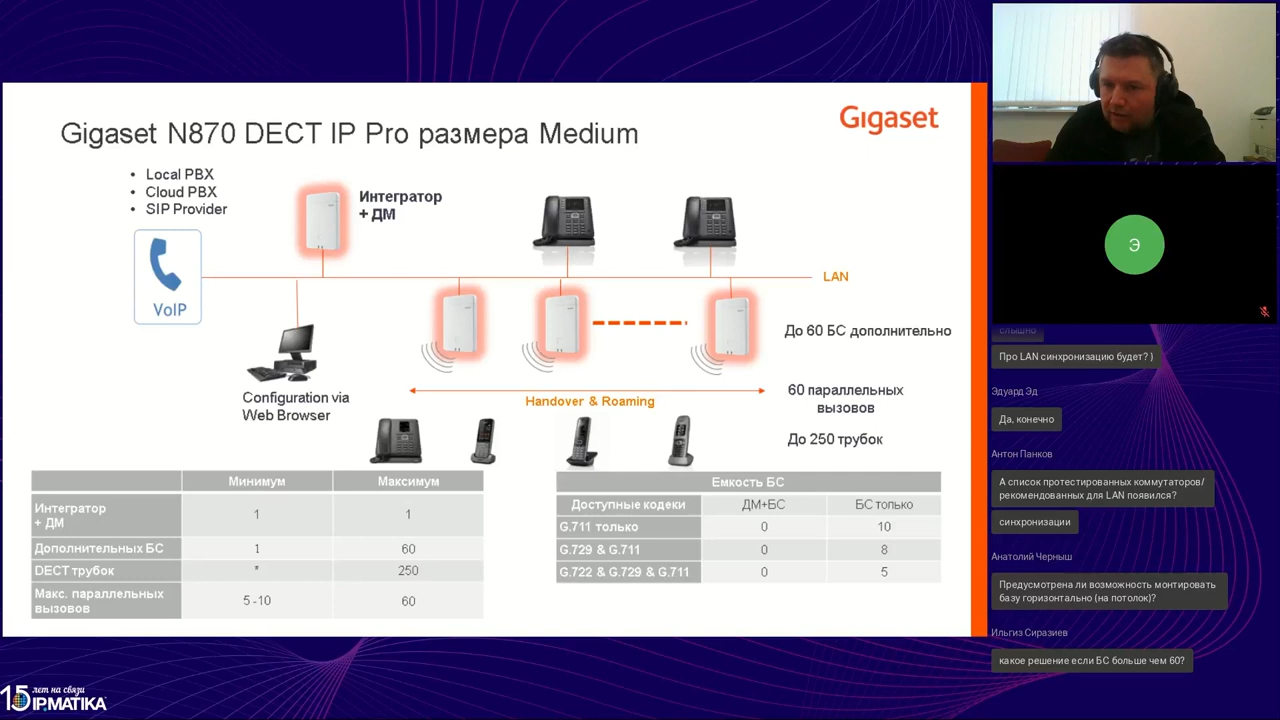 Gigaset
Gigaset N870 DECT IP Pro размера Medium
• Local PBX
• Cloud PBX
• SIP Provider
Интегратор
+ ДМ
VoIP
LAN
До 60 БС дополнительно
Configuration via
Web Browser
Handover & Roaming
60 параллельных
вызовов
До 250 трубок
Минимум Максимум
Интегратор
+ ДМ
1 1
Дополнительных БС 1 60
DECT трубок * 250
Макс. параллельных
вызовов
5 -10 60
Емкость БС
Доступные кодеки ДМ+БС БС только
G.711 только 0 10
G.729 & G.711 0 8
G.722 & G.729 & G.711 0 5
15 лет на связи
IPMATIKA
Э
слышно
Про LAN синхронизацию будет? )
Эдуард Эд
Да, конечно
Антон Панков
А список протестированных коммутаторов/
рекомендованных для LAN появился?
синхронизации
Анатолий Черныш
Предусмотрена ли возможность монтировать
базу горизонтально (на потолок)?
Ильгиз Сиразиев
какое решение если БС больше чем 60?